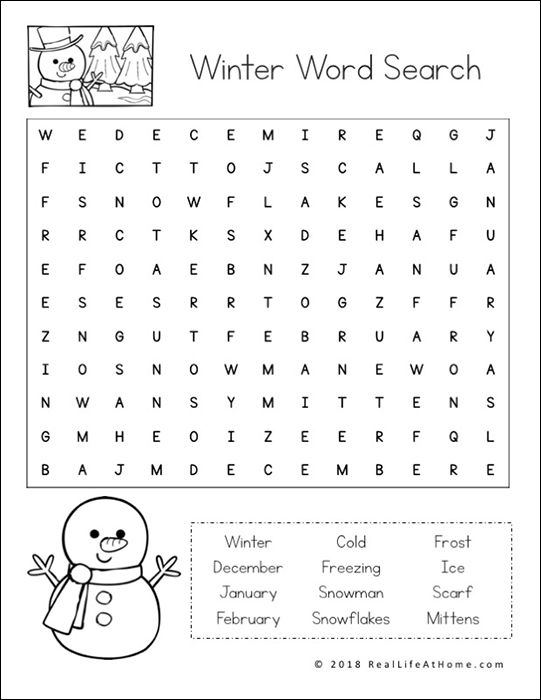 Winter Word Search
W E D E C E M I R E Q G J
F I C T T O J S C A L L A
F S N O W F L A K E S G N
R R C T K S X D E H A F U
E F O A E B N Z J A N U A
E S E S R R T O G Z F F R
Z N G U T F E B R U A R Y
I O S N O W M A N E W O A
N W A N S Y M I T T E N S
G M H E O I Z E E R F Q L
B A J M D E C E M B E R E
Winter Cold Frost
December Freezing Ice
January Snowman Scarf
February Snowflakes Mittens
© 2018 RealLifeAtHome.com